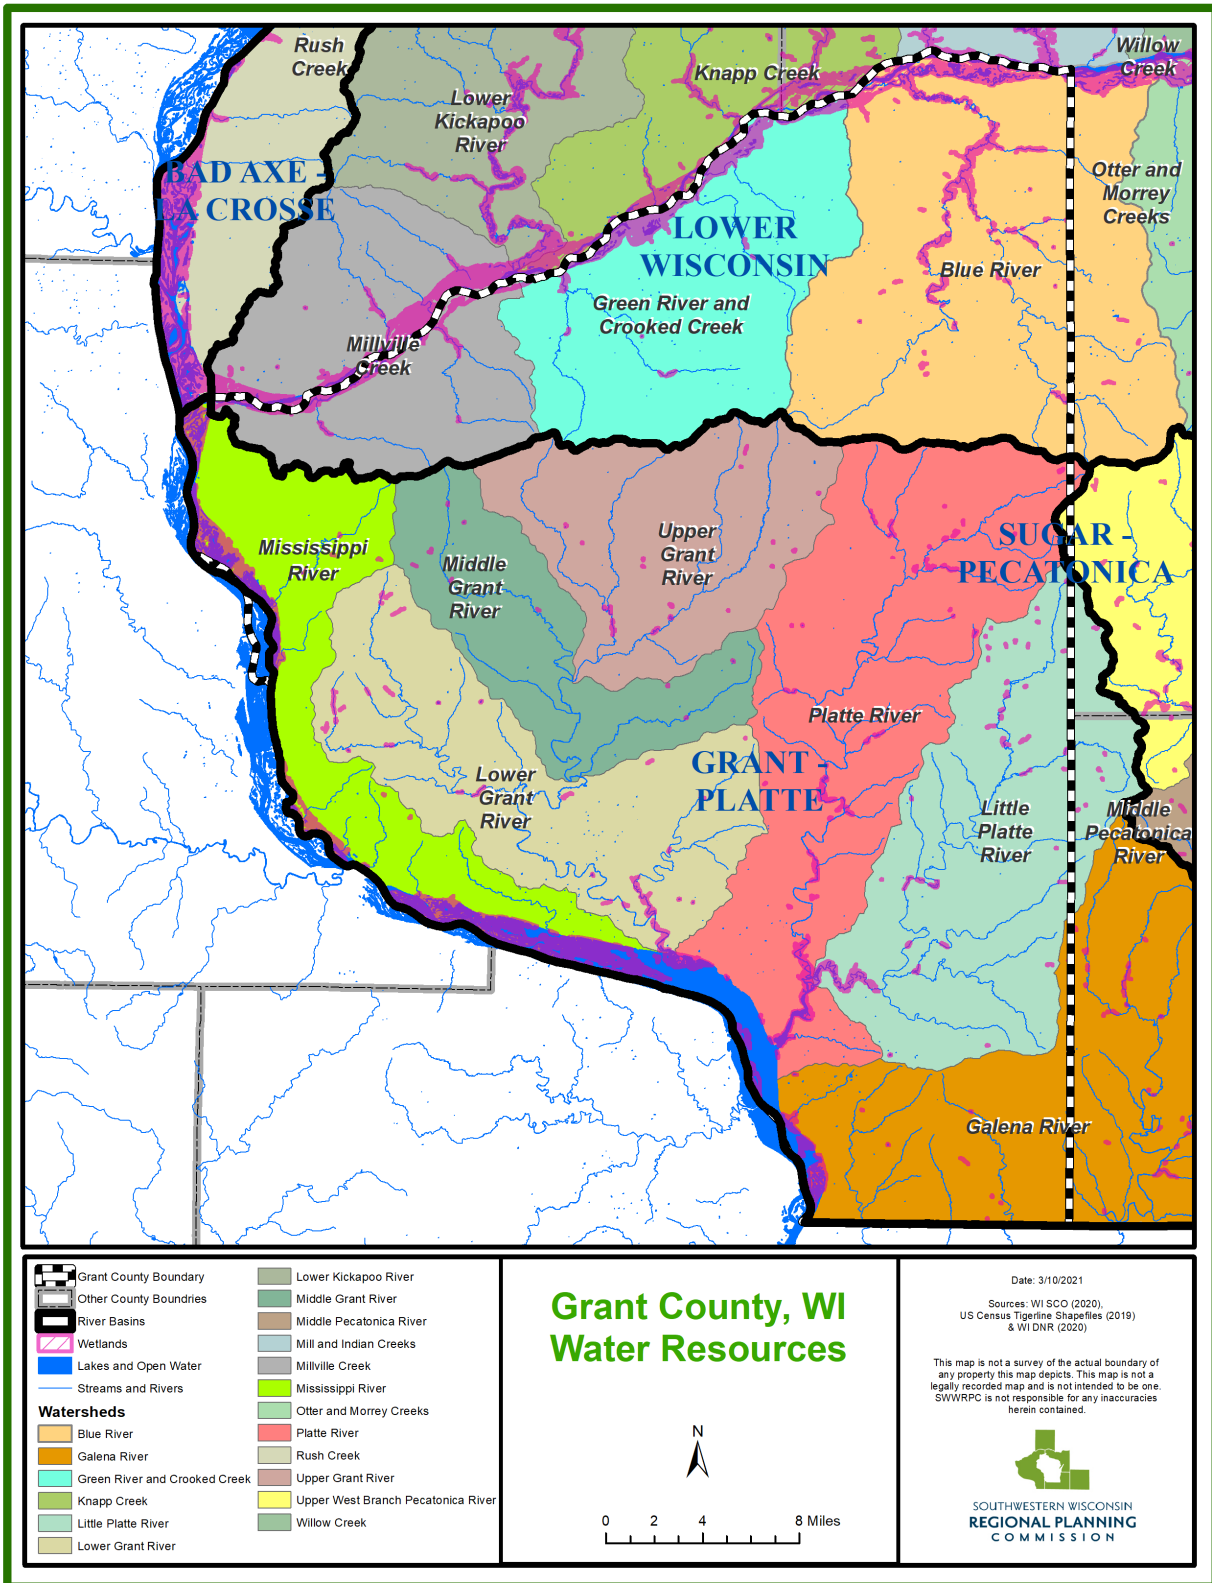 Rush
Creek
Willow
Creek
Knapp Creek
Lower
Kickapoo
River
BAD AXE -
LA CROSSE
Otter and
Morrey
Creeks
LOWER
WISCONSIN
Blue River
Green River and
Crooked Creek
Millville
Creek
Mississippi
River
Middle
Grant
River
Upper
Grant
River
SUGAR -
PECATONICA
Platte River
GRANT -
PLATTE
Lower
Grant
River
Little
Platte
River
Middle
Pecatonica
River
Galena River
Grant County Boundary
Other County Boundries
River Basins
Wetlands
Lakes and Open Water
Streams and Rivers
Watersheds
Blue River
Galena River
Green River and Crooked Creek
Knapp Creek
Little Platte River
Lower Grant River
Lower Kickapoo River
Middle Grant River
Middle Pecatonica River
Mill and Indian Creeks
Millville Creek
Mississippi River
Otter and Morrey Creeks
Platte River
Rush Creek
Upper Grant River
Upper West Branch Pecatonica River
Willow Creek
Grant County, WI
Water Resources
N
0 2 4 8 Miles
Date: 3/10/2021
Sources: WI SCO (2020),
US Census Tigerline Shapefiles (2019)
& WI DNR (2020)
This map is not a survey of the actual boundary of
any property this map depicts. This map is not a
legally recorded map and is not intended to be one.
SWWRPC is not responsible for any inaccuracies
herein contained.
SOUTHWESTERN WISCONSIN
REGIONAL PLANNING
COMMISSION